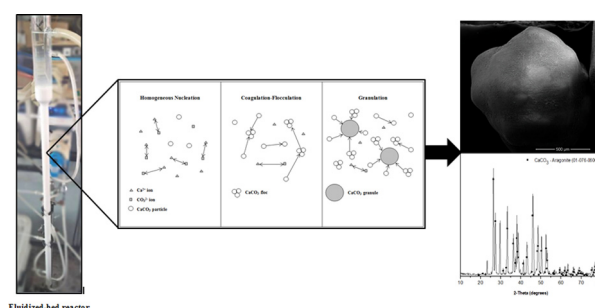 Homogeneous Nucleation
Ca²⁺ ion
CO₃²⁻ ion
CaCO₃ particle
Coagulation-Flocculation
CaCO₃ floc
Granulation
CaCO₃ granule
500 µm
CaCO₃ - Aragonite
10 20 30 40 50 60 70
2-Theta (degrees)
Fluidized-bed reactor